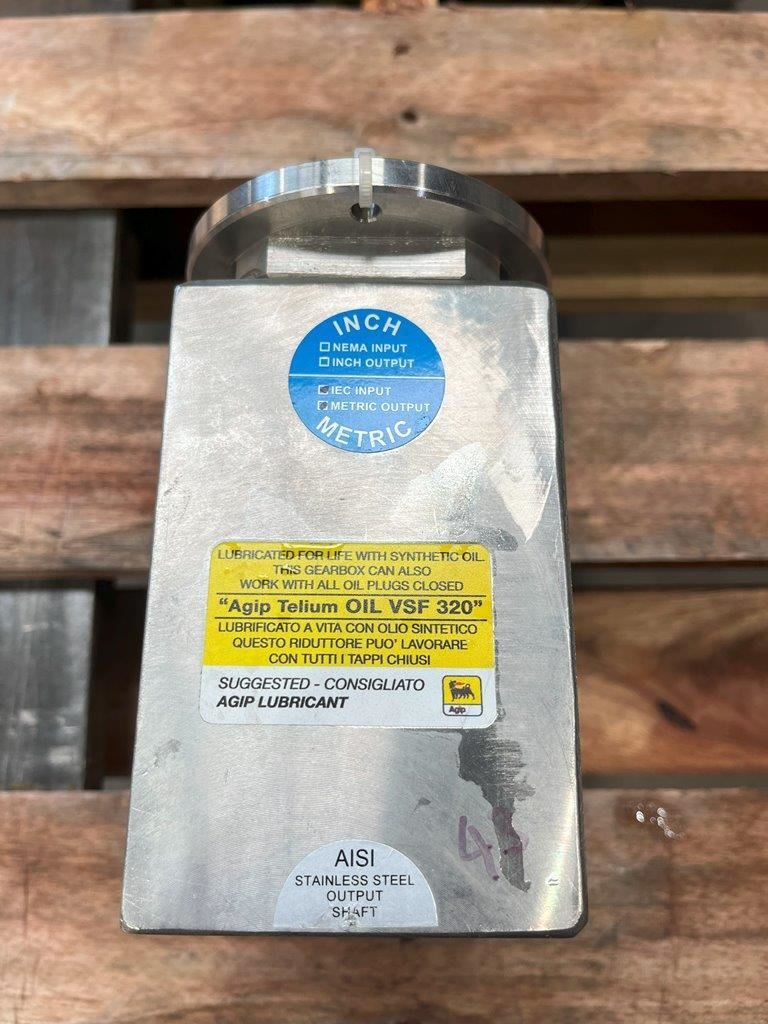 INCH
NEMA INPUT
INCH OUTPUT
IEC INPUT
METRIC OUTPUT
METRIC
LUBRICATED FOR LIFE WITH SYNTHETIC OIL.
THIS GEARBOX CAN ALSO
WORK WITH ALL OIL PLUGS CLOSED
“Agip Telium OIL VSF 320”
LUBRIFICATO A VITA CON OLIO SINTETICO
QUESTO RIDUTTORE PUO' LAVORARE
CON TUTTI I TAPPI CHIUSI
SUGGESTED - CONSIGLIATO
AGIP LUBRICANT
Agip
43
AISI
STAINLESS STEEL
OUTPUT
SHAFT